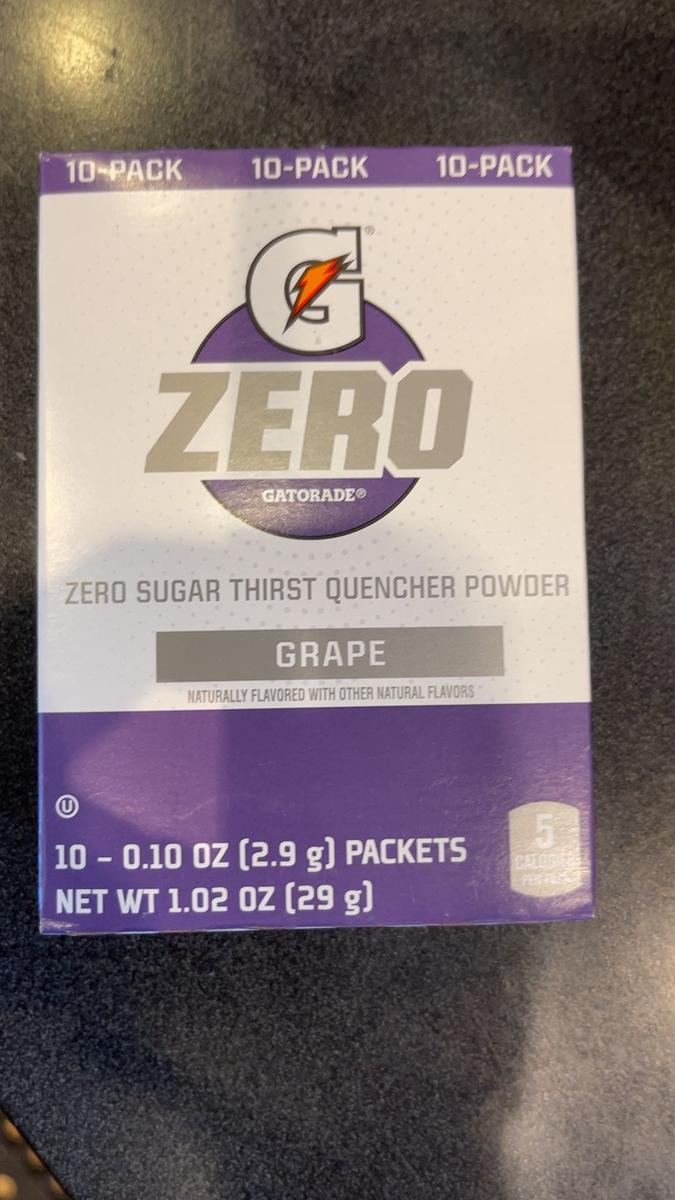 10-PACK 10-PACK 10-PACK
G®
ZERO
GATORADE®
ZERO SUGAR THIRST QUENCHER POWDER
GRAPE
NATURALLY FLAVORED WITH OTHER NATURAL FLAVORS
U
10 – 0.10 OZ (2.9 g) PACKETS
NET WT 1.02 OZ (29 g)
5
CALORIES